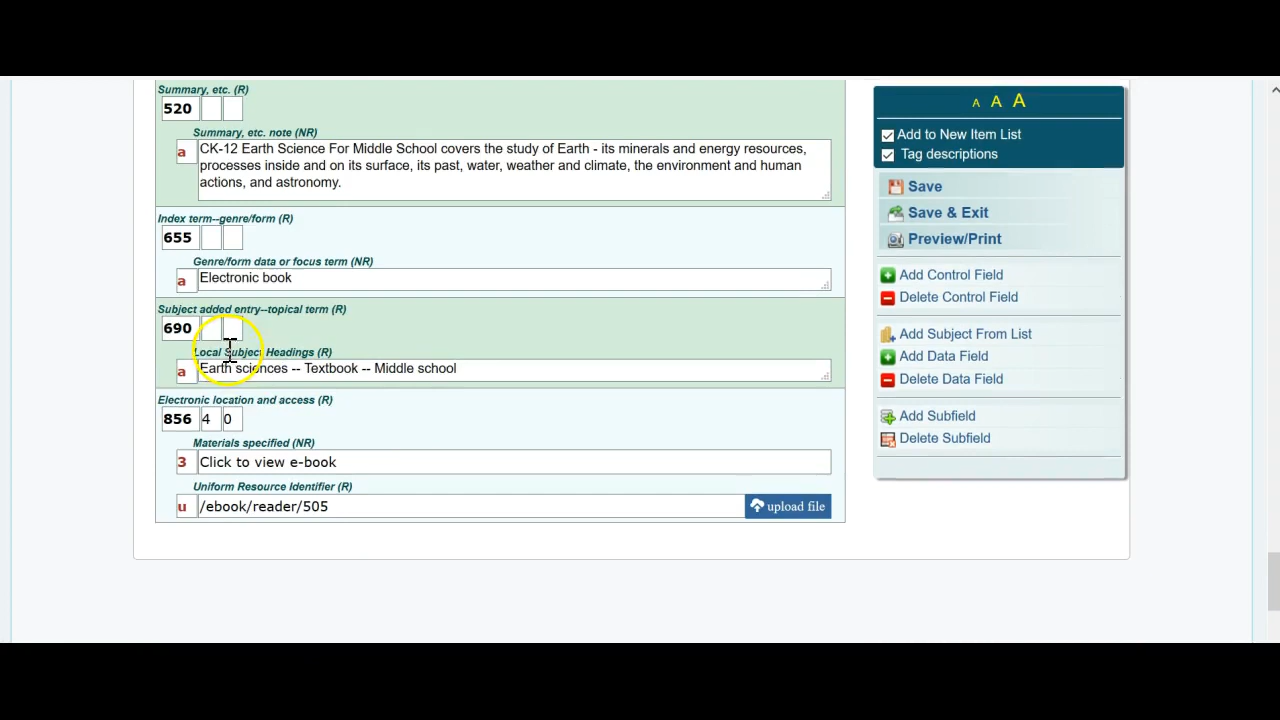 Summary, etc. (R)
520
Summary, etc. note (NR)
a CK-12 Earth Science For Middle School covers the study of Earth - its minerals and energy resources,
processes inside and on its surface, its past, water, weather and climate, the environment and human
actions, and astronomy.
Index term--genre/form (R)
655
Genre/form data or focus term (NR)
a Electronic book
Subject added entry--topical term (R)
690
Local Subject Headings (R)
a Earth sciences -- Textbook -- Middle school
Electronic location and access (R)
856 4 0
Materials specified (NR)
3 Click to view e-book
Uniform Resource Identifier (R)
u /ebook/reader/505 upload file
A A A
Add to New Item List
Tag descriptions
Save
Save & Exit
Preview/Print
Add Control Field
Delete Control Field
Add Subject From List
Add Data Field
Delete Data Field
Add Subfield
Delete Subfield